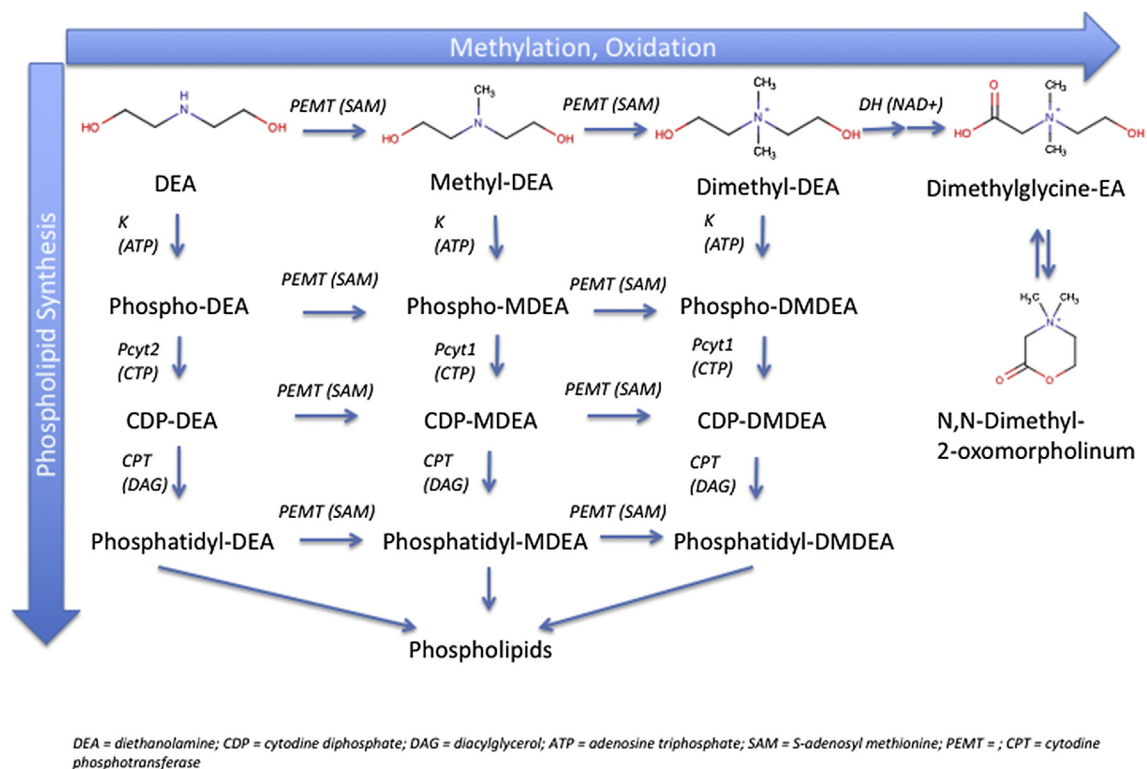 Methylation, Oxidation
Phospholipid Synthesis
H
N
HO
OH
PEMT (SAM)
CH₃
N
HO
OH
PEMT (SAM)
CH₃
N⁺
HO
OH
CH₃
DH (NAD+)
O
CH₃
HO
N⁺
OH
CH₃
DEA
Methyl-DEA
Dimethyl-DEA
Dimethylglycine-EA
K
(ATP)
K
(ATP)
K
(ATP)
PEMT (SAM)
PEMT (SAM)
Phospho-DEA
Phospho-MDEA
Phospho-DMDEA
H₃C
CH₃
N⁺
O
O
Pcyt2
(CTP)
Pcyt1
(CTP)
Pcyt1
(CTP)
PEMT (SAM)
PEMT (SAM)
CDP-DEA
CDP-MDEA
CDP-DMDEA
N,N-Dimethyl-
2-oxomorpholinum
CPT
(DAG)
CPT
(DAG)
CPT
(DAG)
PEMT (SAM)
PEMT (SAM)
Phosphatidyl-DEA
Phosphatidyl-MDEA
Phosphatidyl-DMDEA
Phospholipids
DEA = diethanolamine; CDP = cytodine diphosphate; DAG = diacylglycerol; ATP = adenosine triphosphate; SAM = S-adenosyl methionine; PEMT = ; CPT = cytodine
phosphotransferase